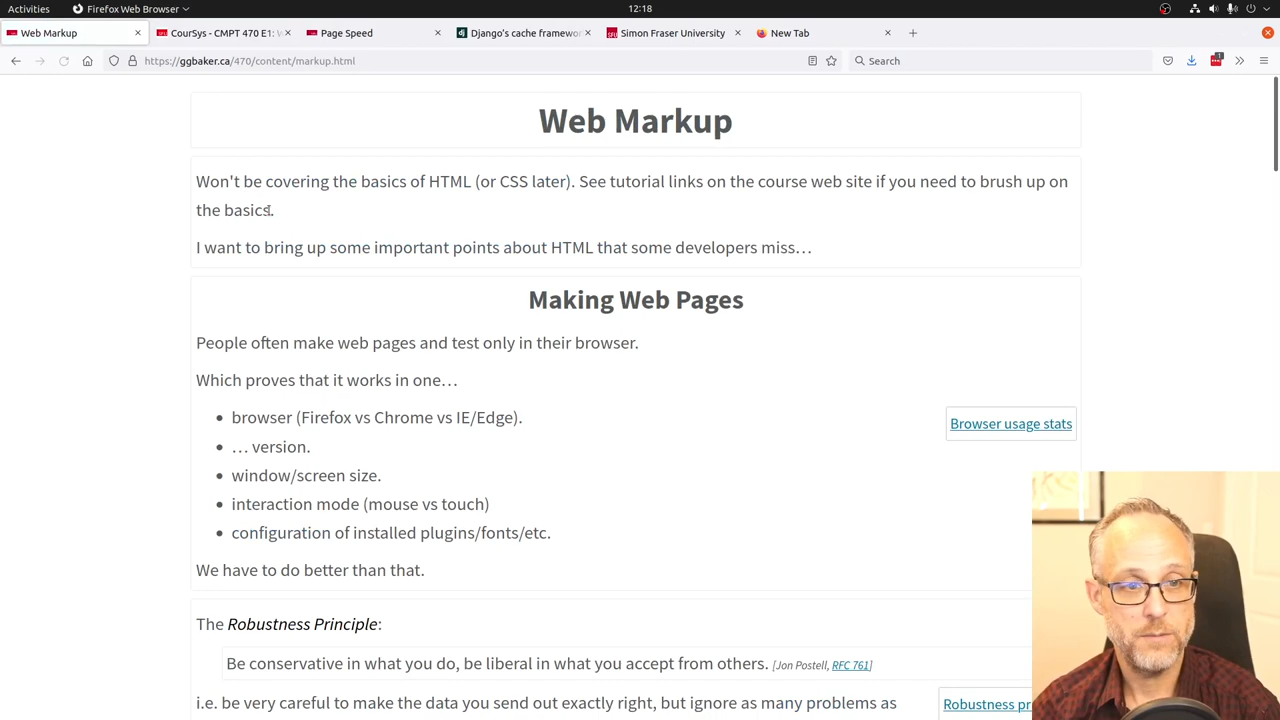 Activities
Firefox Web Browser
12:18
Web Markup
CourSys - CMPT 470 E1: W
Page Speed
Django's cache framewor
Simon Fraser University
New Tab
https://ggbaker.ca/470/content/markup.html
Search
1
Web Markup
Won't be covering the basics of HTML (or CSS later). See tutorial links on the course web site if you need to brush up on
the basics.
I want to bring up some important points about HTML that some developers miss…
Making Web Pages
People often make web pages and test only in their browser.
Which proves that it works in one…
• browser (Firefox vs Chrome vs IE/Edge).
Browser usage stats
• … version.
• window/screen size.
• interaction mode (mouse vs touch)
• configuration of installed plugins/fonts/etc.
We have to do better than that.
The Robustness Principle:
Be conservative in what you do, be liberal in what you accept from others. [Jon Postell, RFC 761]
i.e. be very careful to make the data you send out exactly right, but ignore as many problems as
Robustness pr